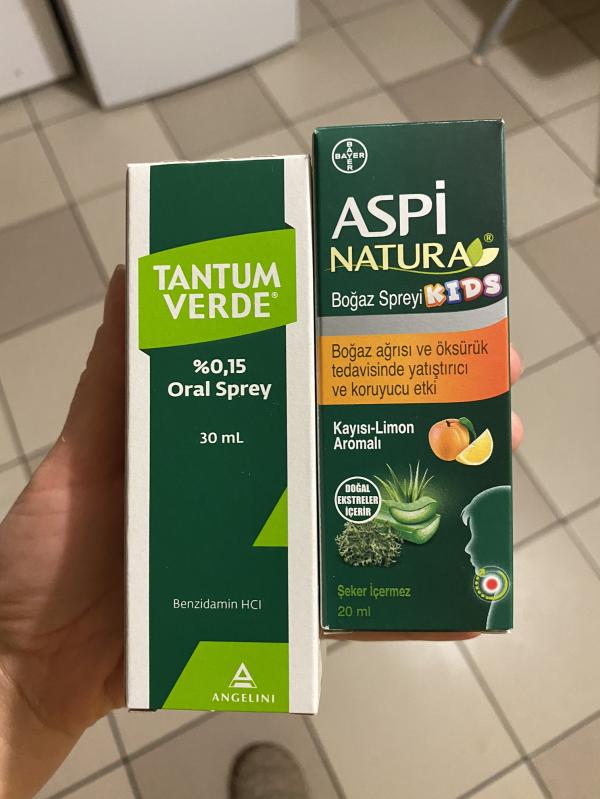 TANTUM
VERDE®
%0,15
Oral Sprey
30 mL
Benzidamin HCl
ANGELINI
BAYER
BAYER
ASPİ
NATURA®
Boğaz Spreyi KIDS
Boğaz ağrısı ve öksürük
tedavisinde yatıştırıcı
ve koruyucu etki
Kayısı-Limon
Aromalı
DOĞAL
EKSTRELER
İÇERİR
Şeker İçermez
20 ml